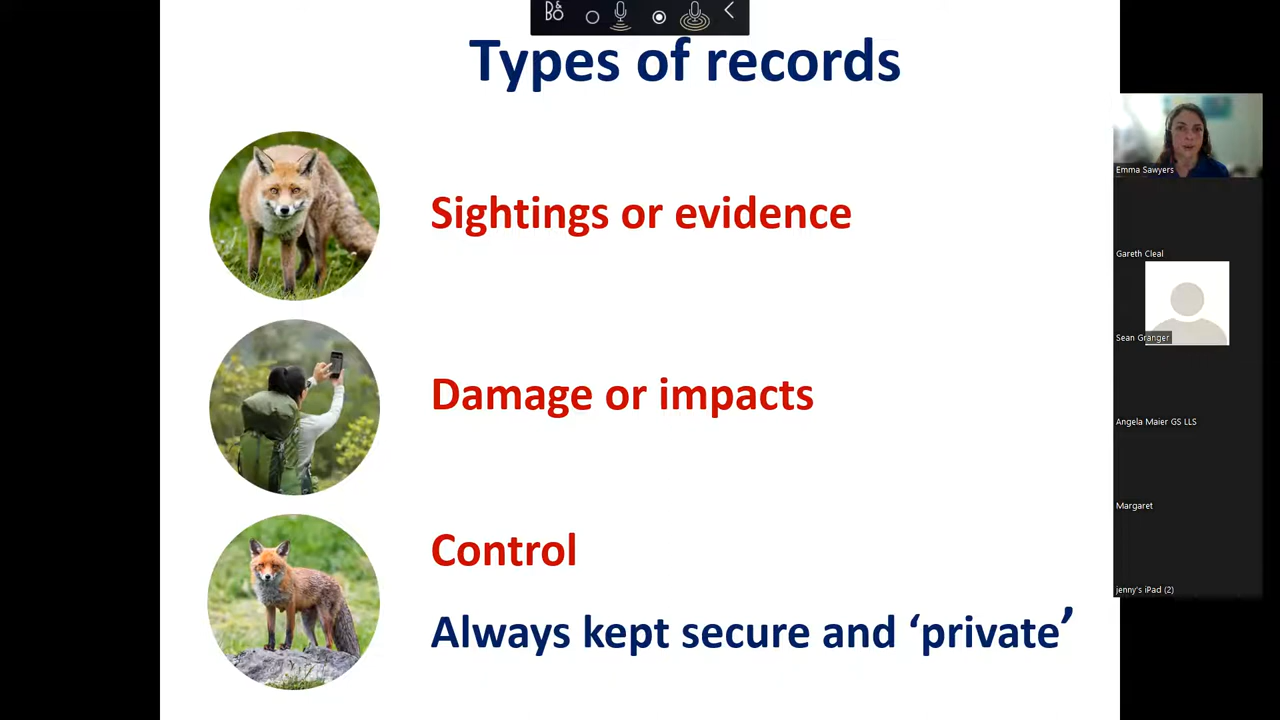 B&O
Types of records
Sightings or evidence
Damage or impacts
Control
Always kept secure and ‘private’
Emma Sawyers
Gareth Cleal
Sean Granger
Angela Maier GS LLS
Margaret
jenny's iPad (2)